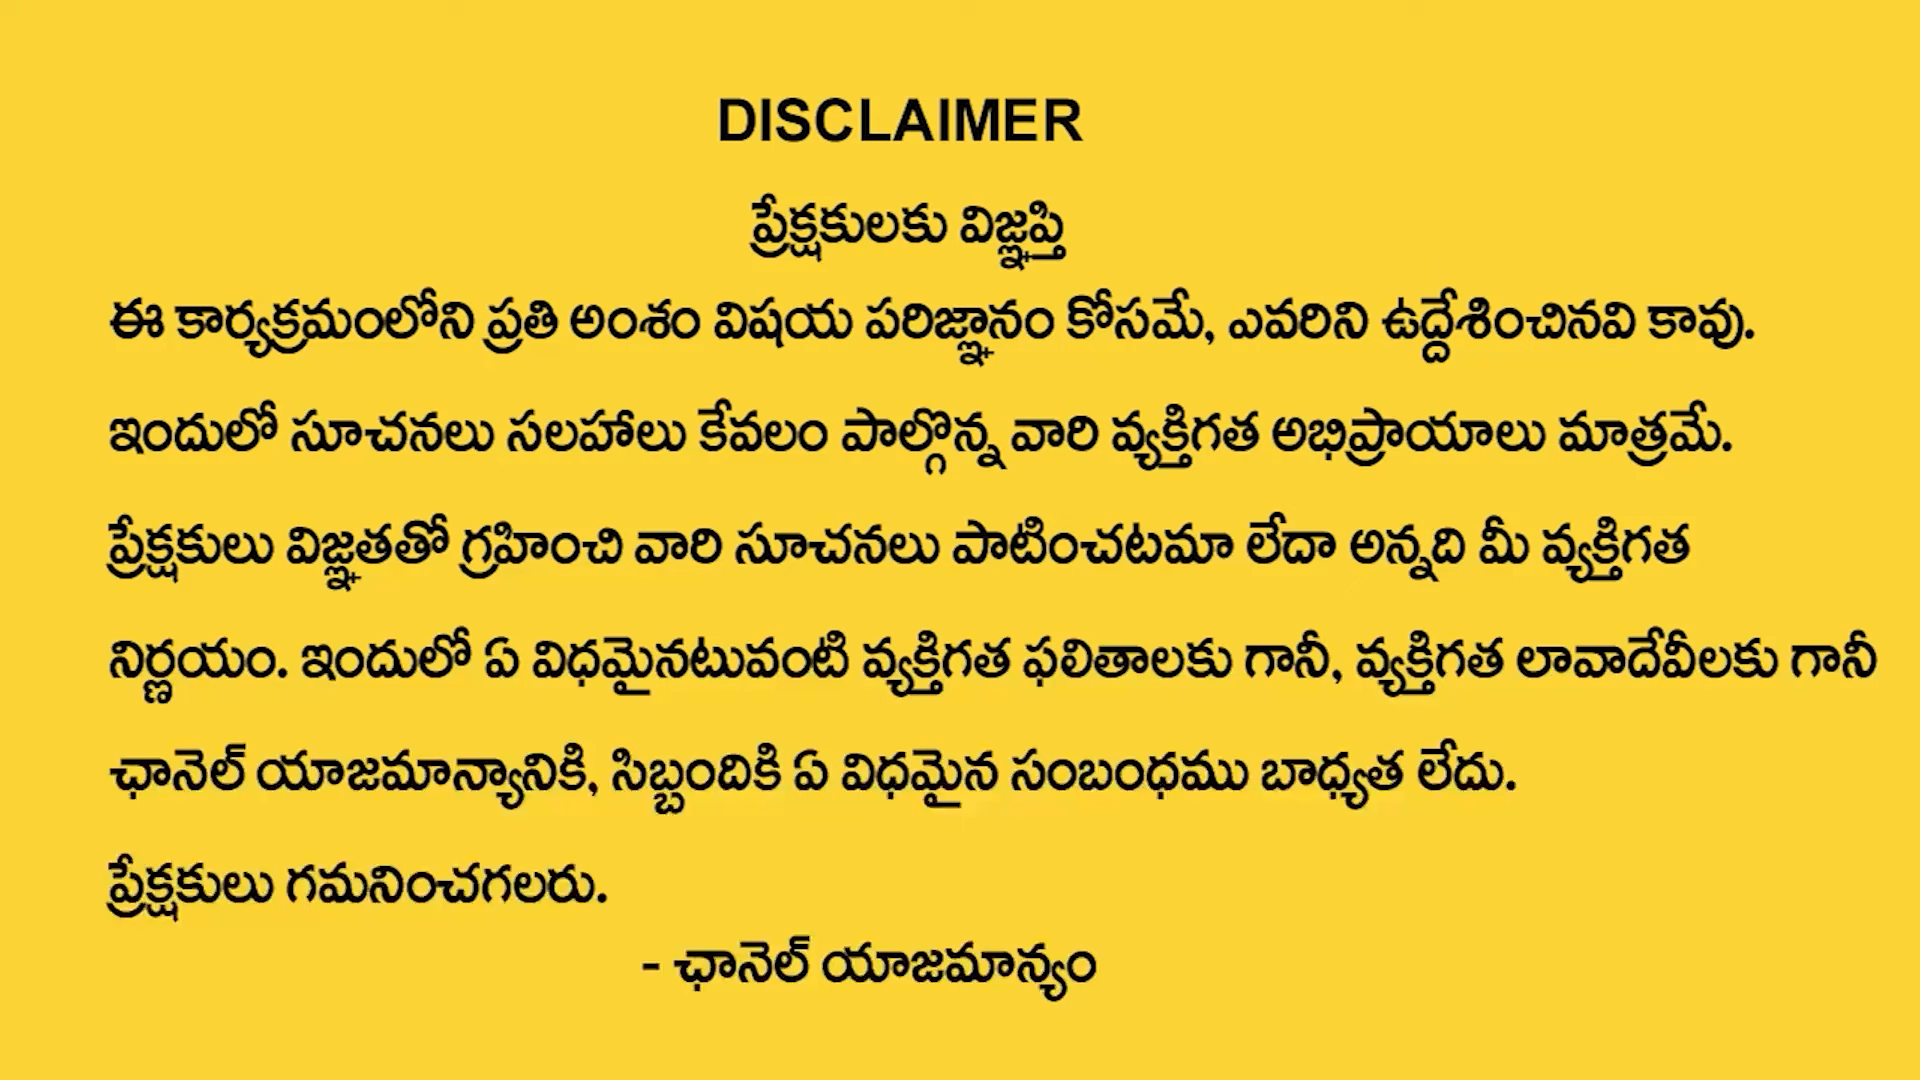 DISCLAIMER
ప్రేక్షకులకు విజ్ఞప్తి
ఈ కార్యక్రమంలోని ప్రతి అంశం విషయ పరిజ్ఞానం కోసమే, ఎవరిని ఉద్దేశించినవి కావు.
ఇందులో సూచనలు సలహాలు కేవలం పాల్గొన్న వారి వ్యక్తిగత అభిప్రాయాలు మాత్రమే.
ప్రేక్షకులు విజ్ఞతతో గ్రహించి వారి సూచనలు పాటించటమా లేదా అన్నది మీ వ్యక్తిగత
నిర్ణయం. ఇందులో ఏ విధమైనటువంటి వ్యక్తిగత ఫలితాలకు గానీ, వ్యక్తిగత లావాదేవీలకు గానీ
ఛానెల్ యాజమాన్యానికి, సిబ్బందికి ఏ విధమైన సంబంధము బాధ్యత లేదు.
ప్రేక్షకులు గమనించగలరు.
- ఛానెల్ యాజమాన్యం